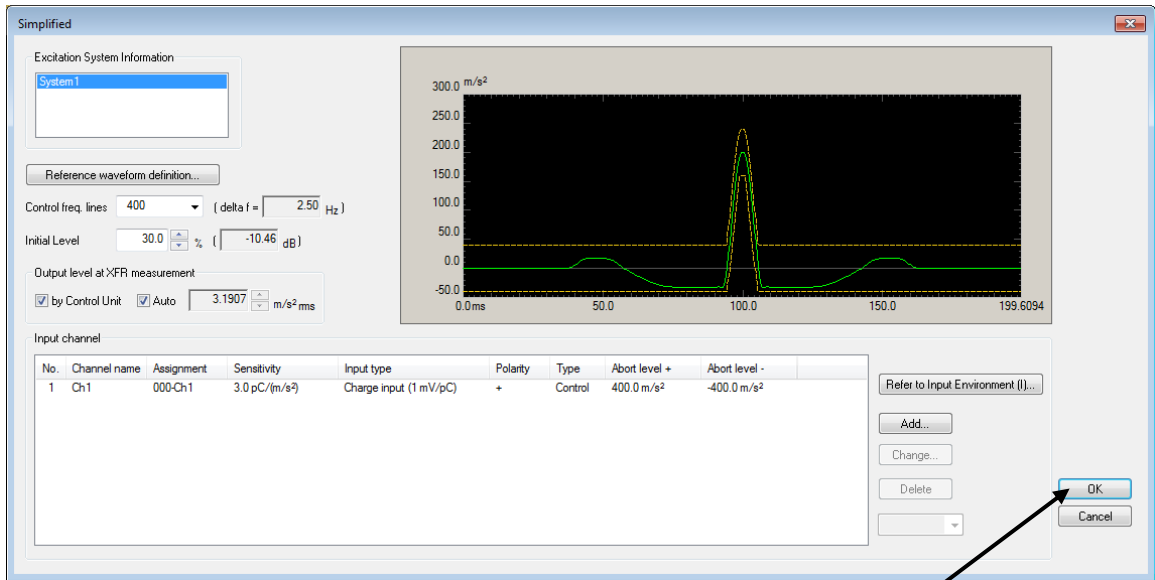 Simplified
Excitation System Information
System1
Reference waveform definition...
Control freq. lines 400 ( delta f = 2.50 Hz )
Initial Level 30.0 % ( -10.46 dB )
Output level at XFR measurement
by Control Unit Auto 3.1907 m/s² rms
300.0 m/s²
250.0
200.0
150.0
100.0
50.0
0.0
-50.0
0.0 ms 50.0 100.0 150.0 199.6094
Input channel
No. Channel name Assignment Sensitivity Input type Polarity Type Abort level + Abort level -
1 Ch1 000-Ch1 3.0 pC/(m/s²) Charge input (1 mV/pC) + Control 400.0 m/s² -400.0 m/s²
Refer to Input Environment (I)...
Add...
Change...
Delete
OK
Cancel